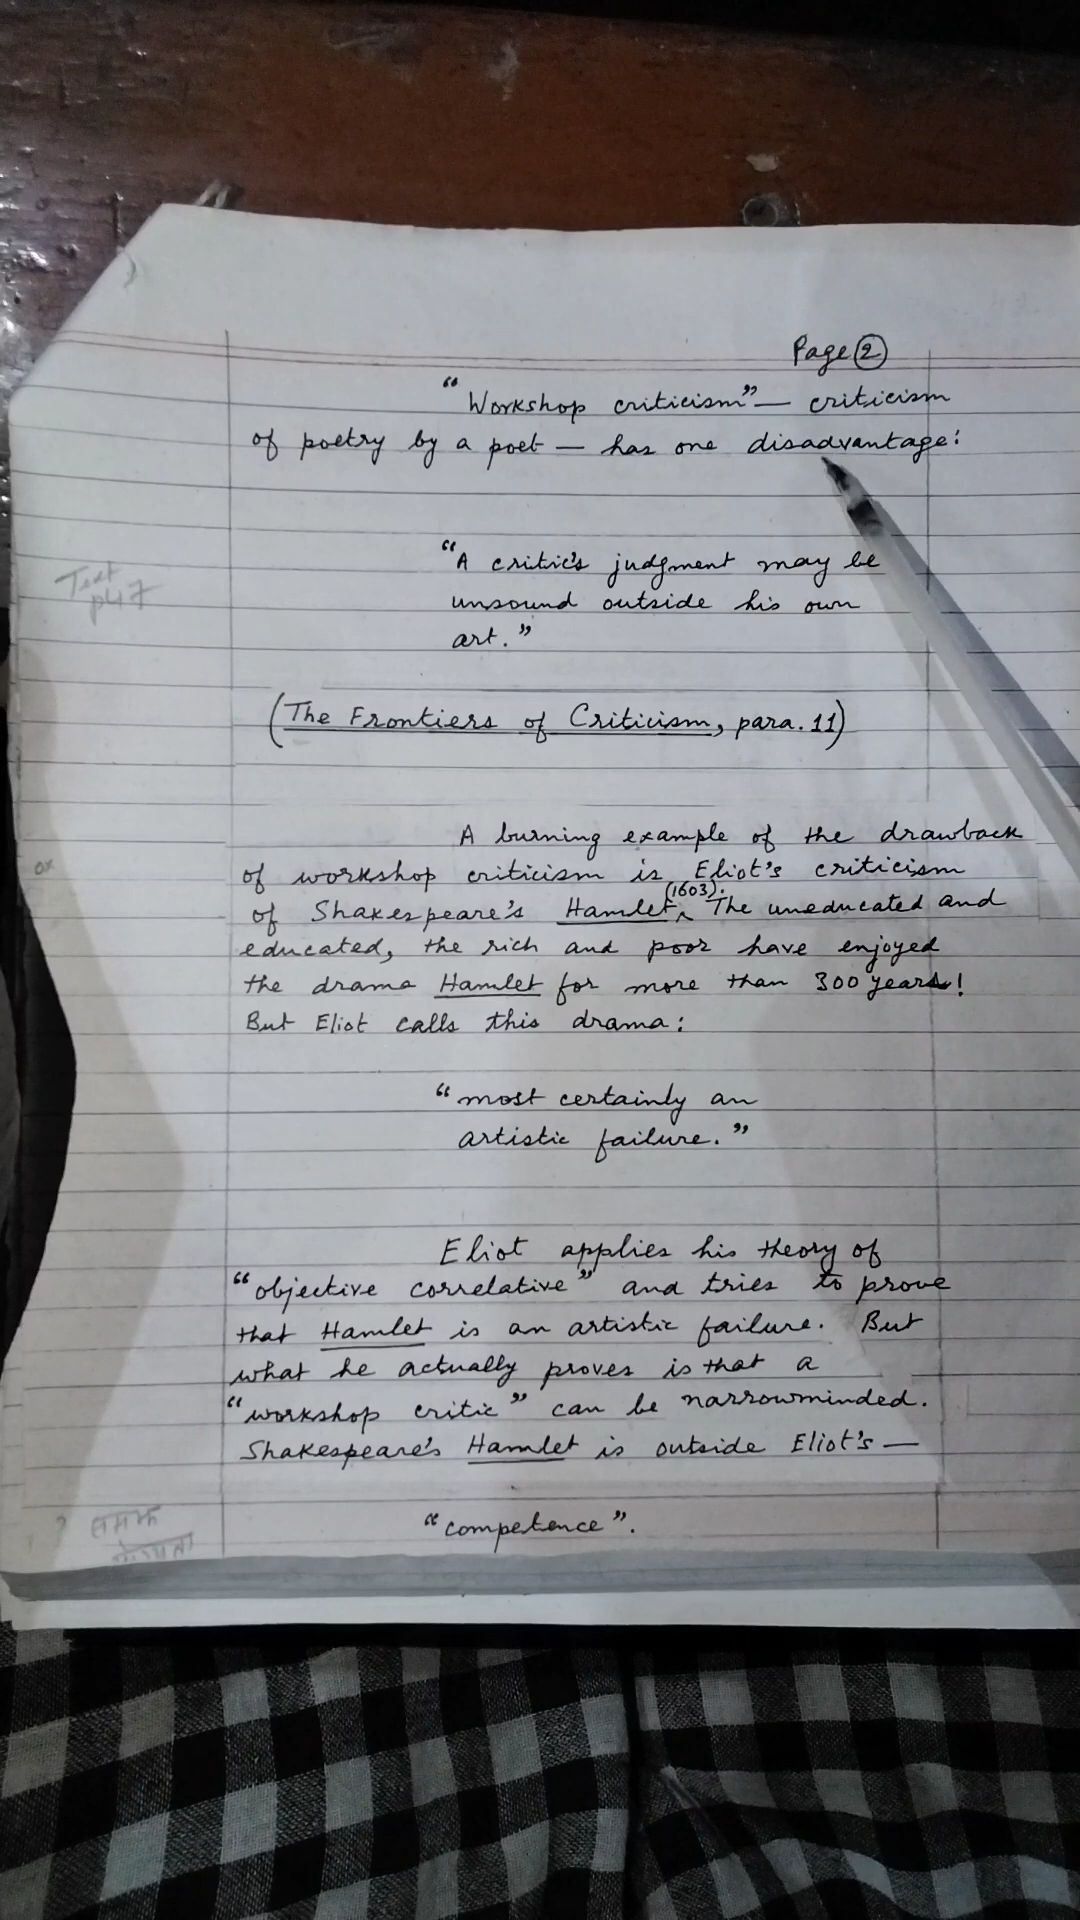 Page 2
"Workshop criticism" — criticism
of poetry by a poet — has one disadvantage:
"A critic's judgment may be
unsound outside his own
art."
Text
p47
(The Frontiers of Criticism, para. 11)
A burning example of the drawback
of workshop criticism is Eliot's criticism
of Shakespeare's Hamlet (1603). The uneducated and
educated, the rich and poor have enjoyed
the drama Hamlet for more than 300 years!
But Eliot calls this drama:
"most certainly an
artistic failure."
Eliot applies his theory of
"objective correlative" and tries to prove
that Hamlet is an artistic failure. But
what he actually proves is that a
"workshop critic" can be narrowminded.
Shakespeare's Hamlet is outside Eliot's —
"competence".
? समझ